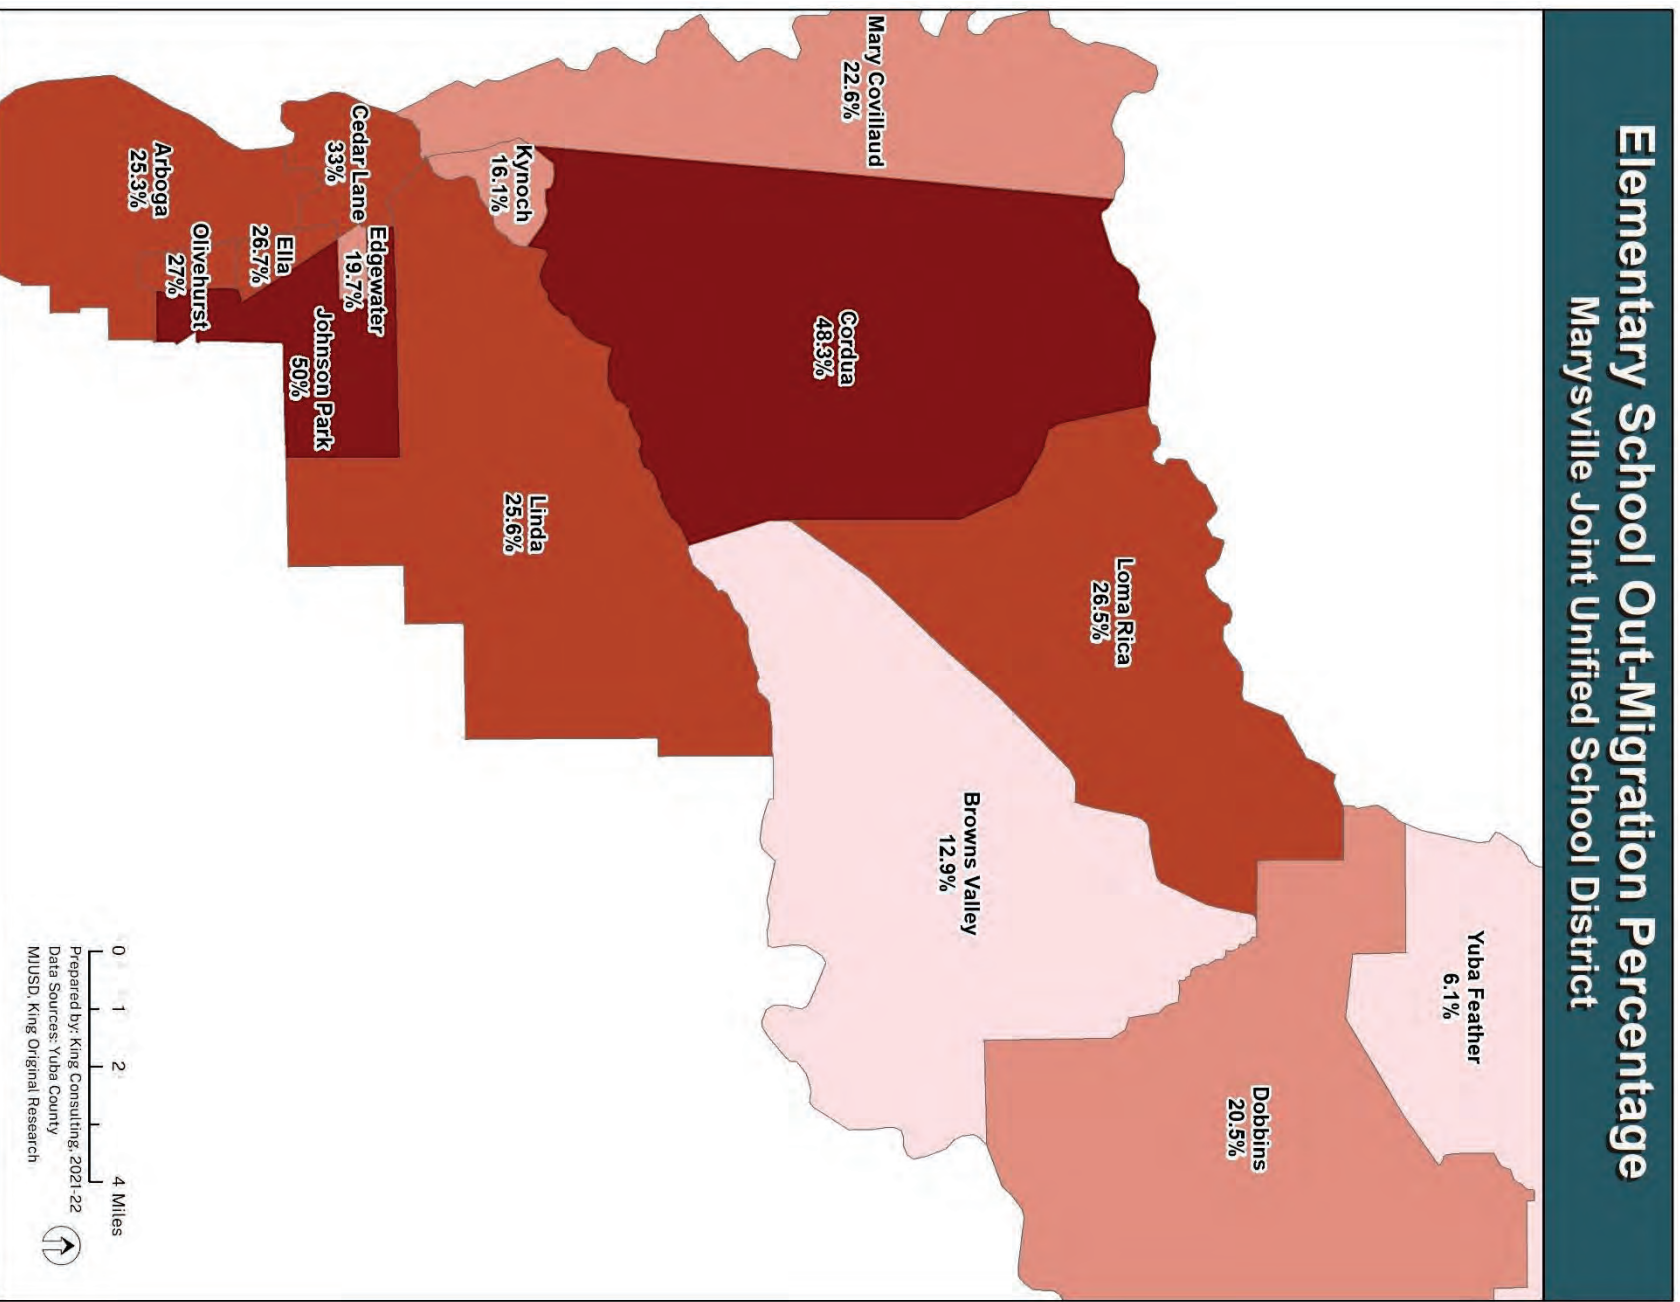 Elementary School Out-Migration Percentage
Marysville Joint Unified School District
Yuba Feather
6.1%
Dobbins
20.5%
Loma Rica
26.5%
Browns Valley
12.9%
Mary Covillaud
22.6%
Cordua
48.3%
Kynoch
16.1%
Linda
25.6%
Cedar Lane
33%
Edgewater
19.7%
Johnson Park
50%
Ella
26.7%
Olivehurst
27%
Arboga
25.3%
0 1 2 4 Miles
Prepared by: King Consulting, 2021-22
Data Sources: Yuba County
MJUSD, King Original Research